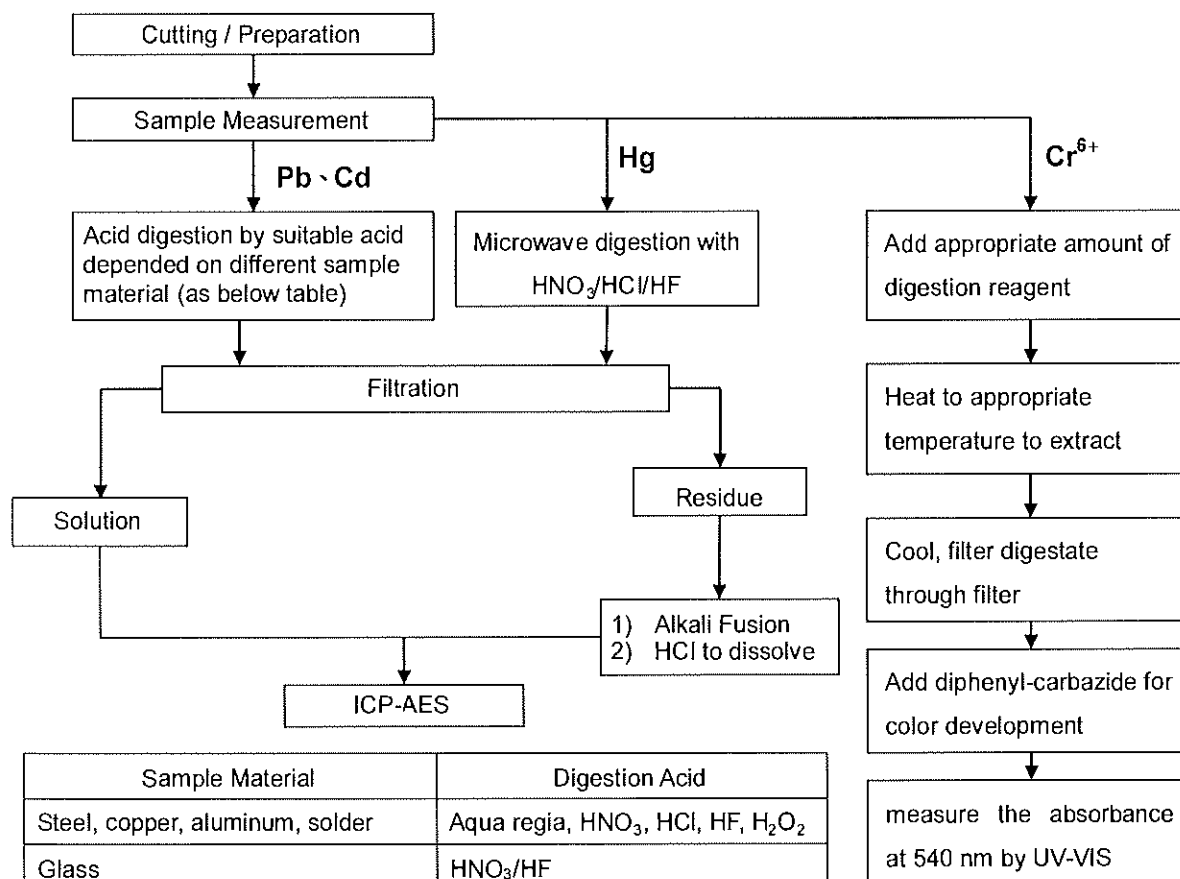 Cutting / Preparation
Sample Measurement
Pb、Cd
Hg
Cr⁶⁺
Acid digestion by suitable acid
depended on different sample
material (as below table)
Microwave digestion with
HNO₃/HCl/HF
Add appropriate amount of
digestion reagent
Filtration
Heat to appropriate
temperature to extract
Solution
Residue
Cool, filter digestate
through filter
1) Alkali Fusion
2) HCl to dissolve
ICP-AES
Add diphenyl-carbazide for
color development
measure the absorbance
at 540 nm by UV-VIS
Sample Material Digestion Acid
Steel, copper, aluminum, solder Aqua regia, HNO₃, HCl, HF, H₂O₂
Glass HNO₃/HF